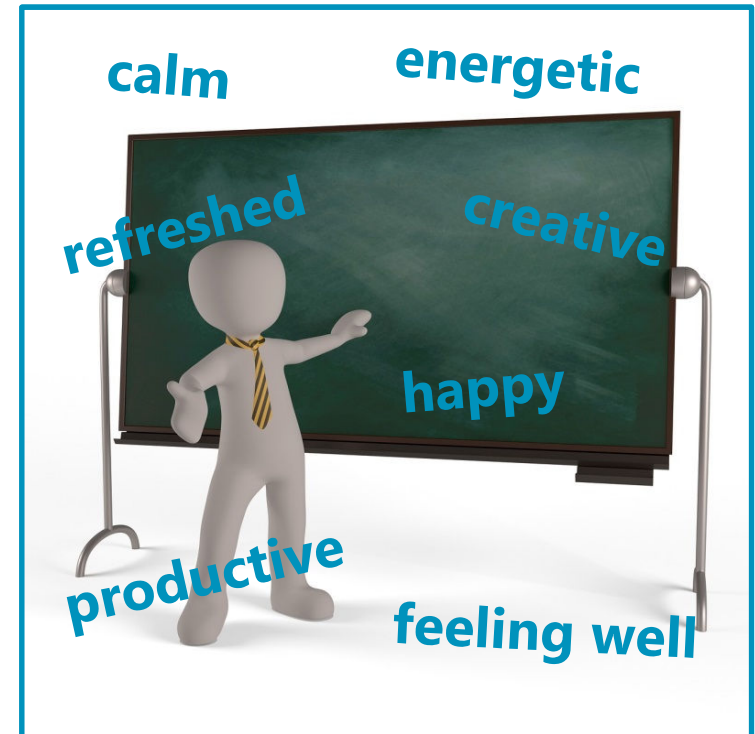 calm
energetic
refreshed
creative
happy
productive
feeling well